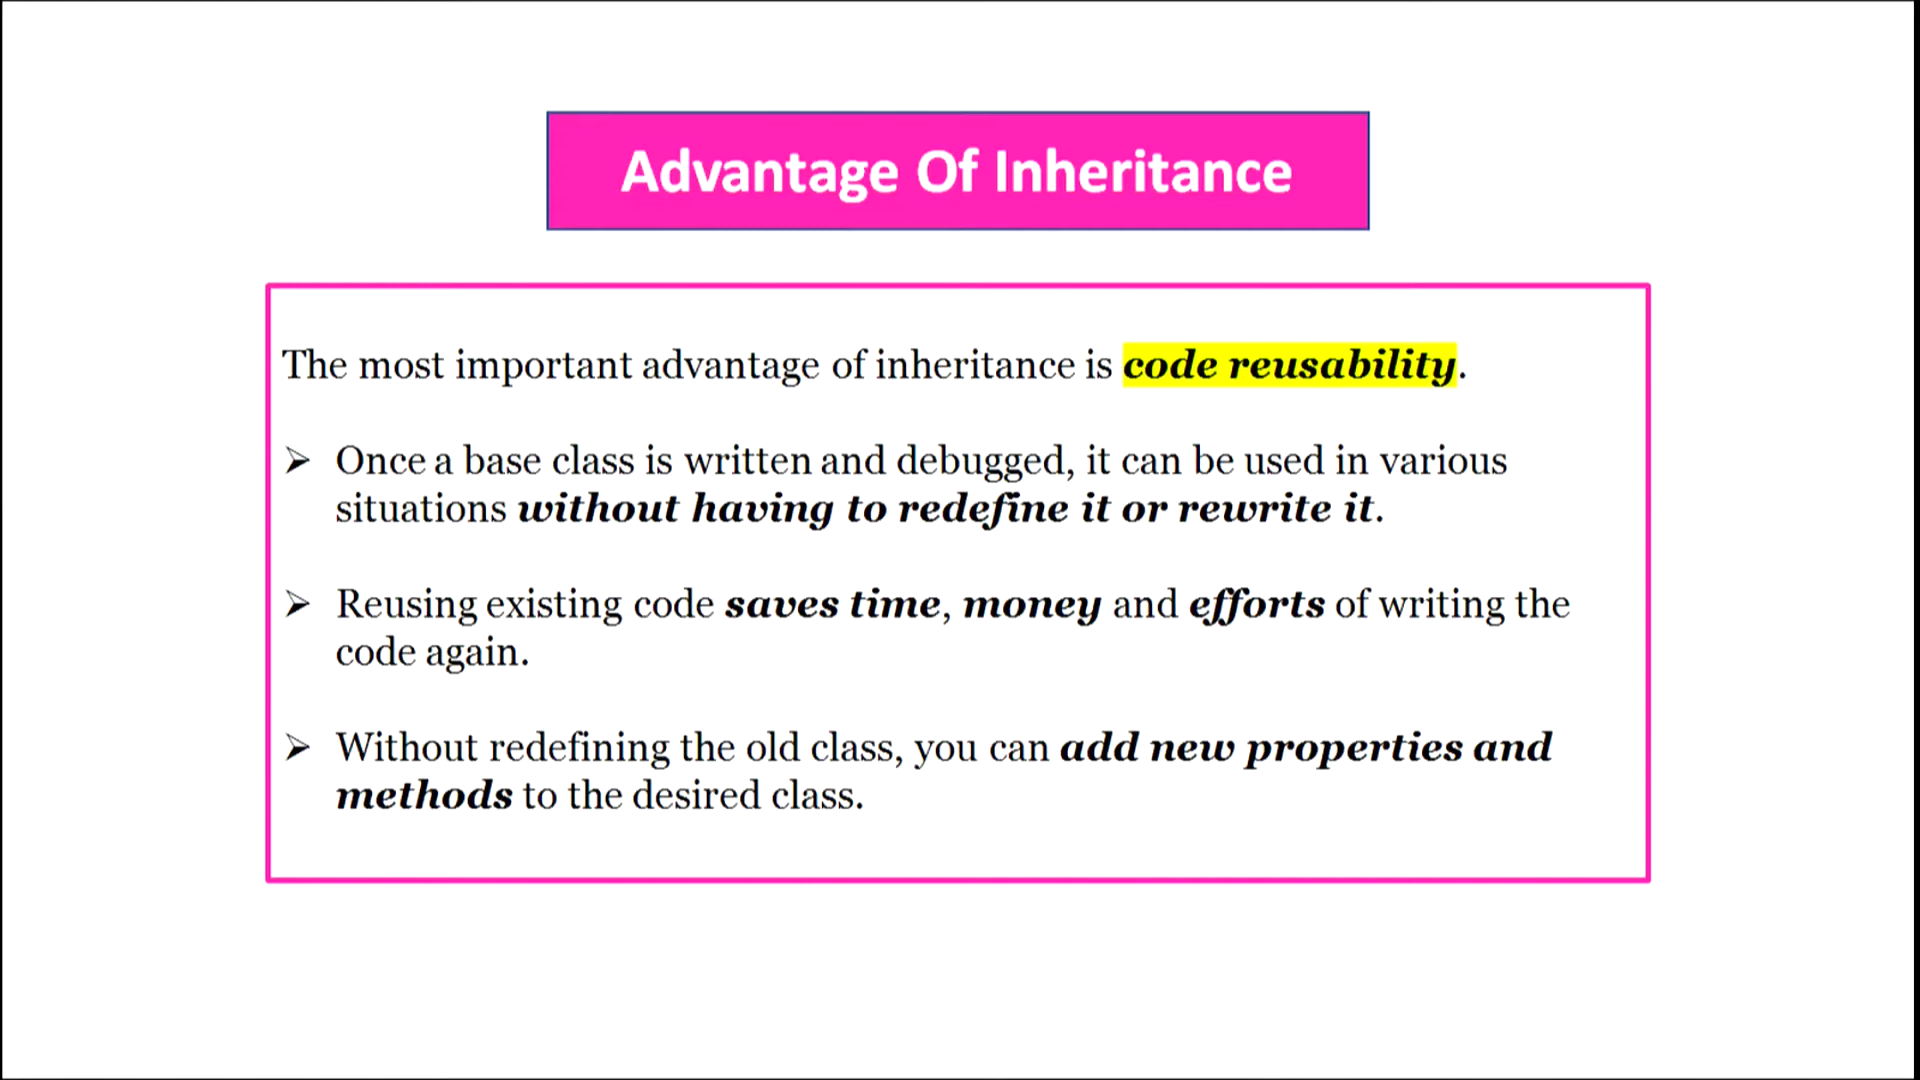 Advantage Of Inheritance
The most important advantage of inheritance is code reusability.
➢ Once a base class is written and debugged, it can be used in various
situations without having to redefine it or rewrite it.
➢ Reusing existing code saves time, money and efforts of writing the
code again.
➢ Without redefining the old class, you can add new properties and
methods to the desired class.